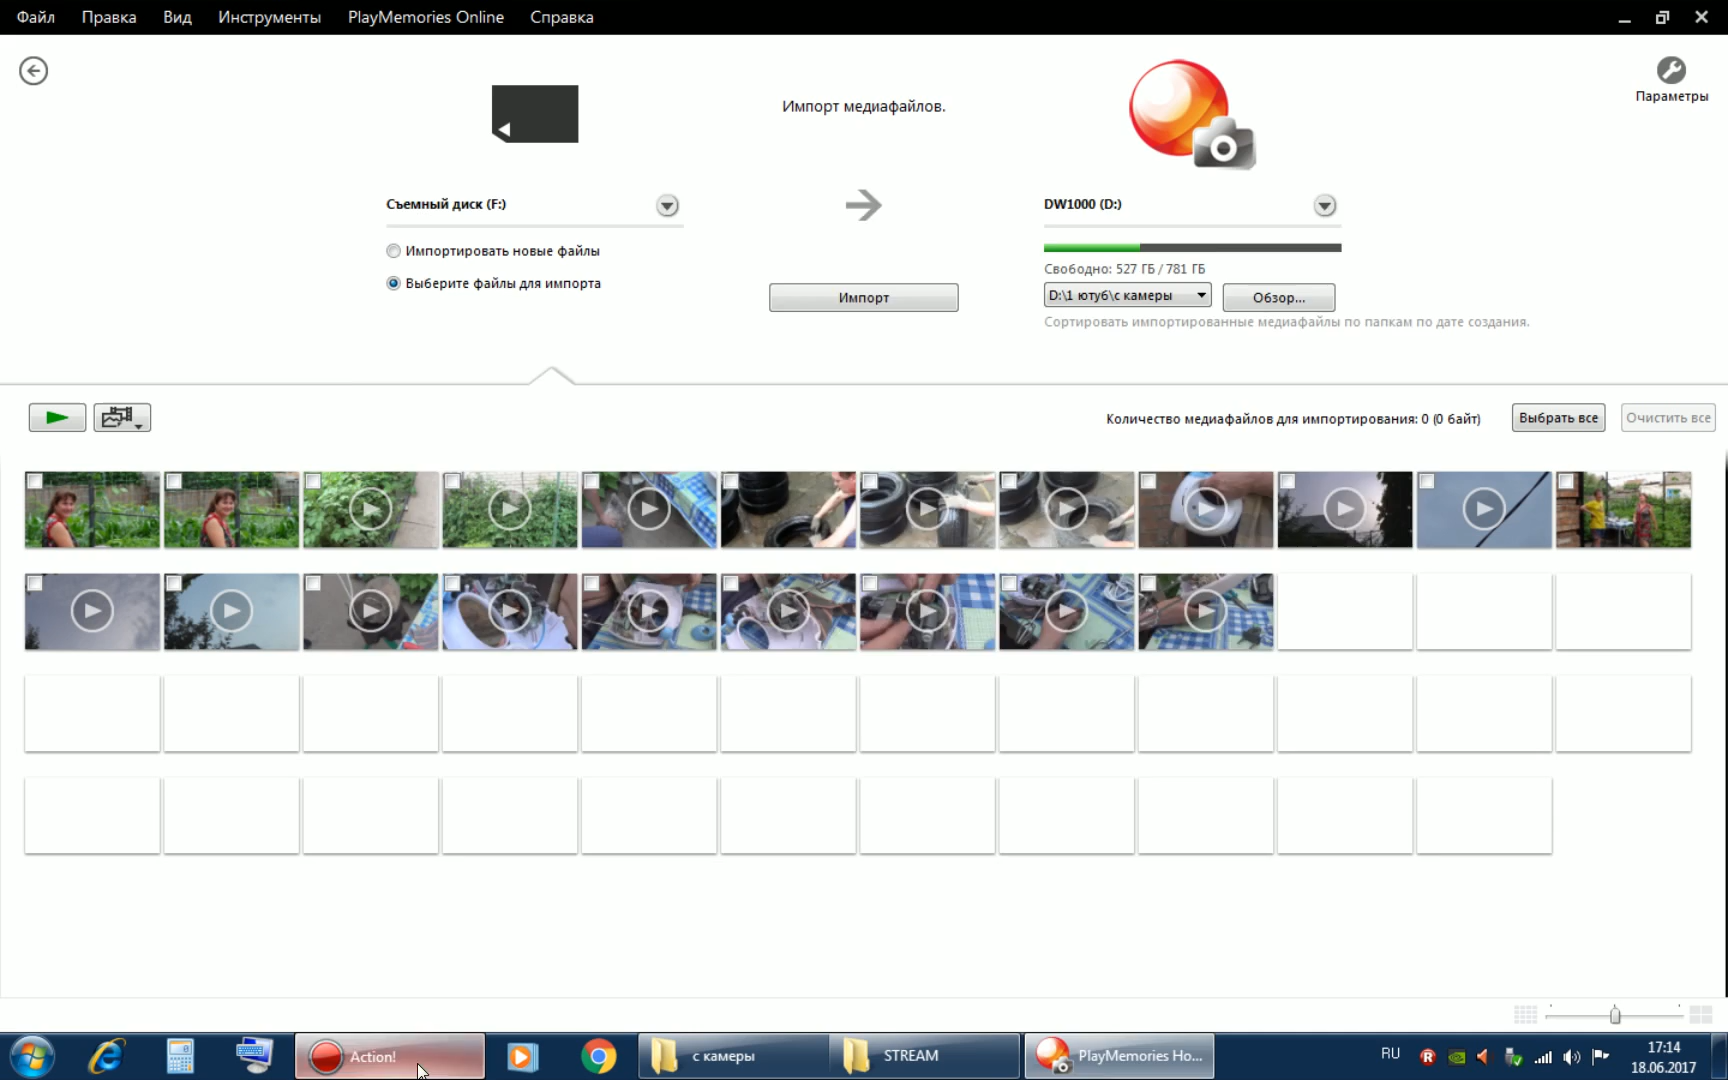 Файл Правка Вид Инструменты PlayMemories Online Справка
Параметры
Импорт медиафайлов.
Съемный диск (F:)
DW1000 (D:)
Импортировать новые файлы
Свободно: 527 ГБ / 781 ГБ
Выберите файлы для импорта
Импорт
D:\1 ютуб\с камеры
Обзор...
Сортировать импортированные медиафайлы по папкам по дате создания.
Количество медиафайлов для импортирования: 0 (0 байт)
Выбрать все
Очистить все
Action!
с камеры
STREAM
PlayMemories Ho...
RU
17:14
18.06.2017